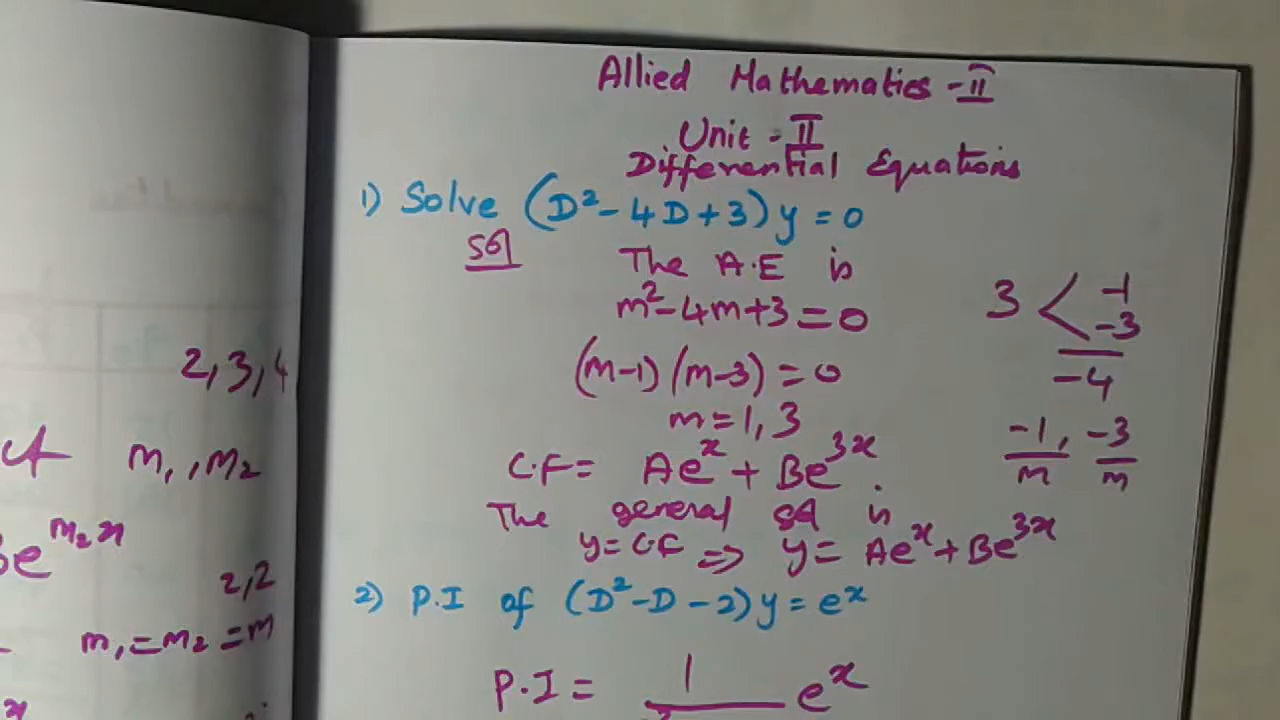 2,3,4
m₁, m₂
Be^{m₂x}
2,2
m₁=m₂=m
x
Allied Mathematics -II
Unit - II
Differential Equations
1) Solve (D²-4D+3)y=0
Sol
The A.E is
m²-4m+3=0
(m-1)(m-3)=0
m=1,3
C.F= Ae^x+Be^{3x}.
The general sol is
y=C.F ⇒ y=Ae^x+Be^{3x}
3 < -1
-3
-4
-1/m, -3/m
2) P.I of (D²-D-2)y=e^x
P.I = 1 e^x